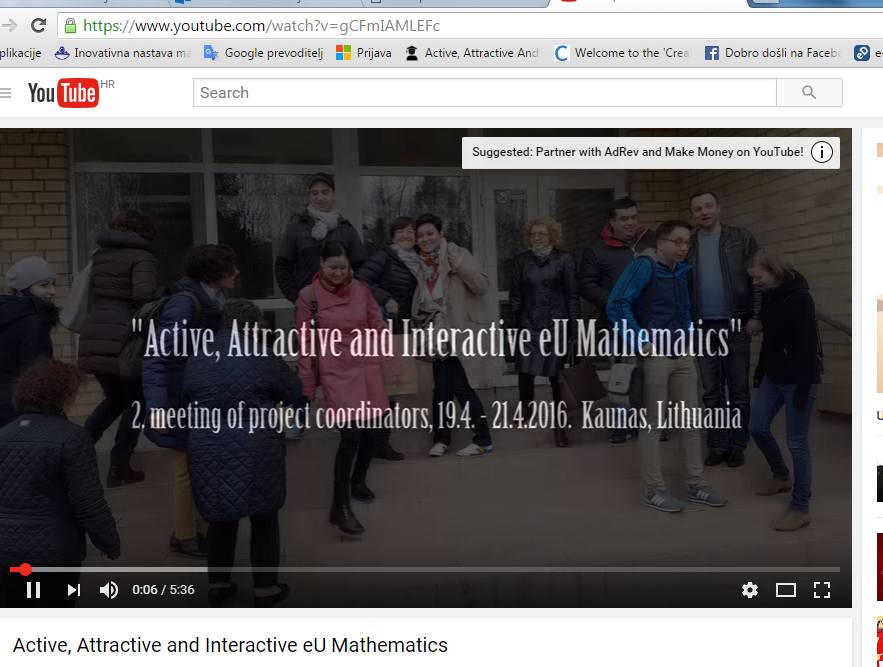 https://www.youtube.com/watch?v=gCFmIAMLEFc
plikacije Inovativna nastava ma Google prevoditelj Prijava Active, Attractive And Welcome to the 'Crea Dobro došli na Facebo e-
YouTube HR Search
Suggested: Partner with AdRev and Make Money on YouTube!
"Active, Attractive and Interactive eU Mathematics"
2. meeting of project coordinators, 19.4. - 21.4.2016. Kaunas, Lithuania
0:06 / 5:36
Active, Attractive and Interactive eU Mathematics